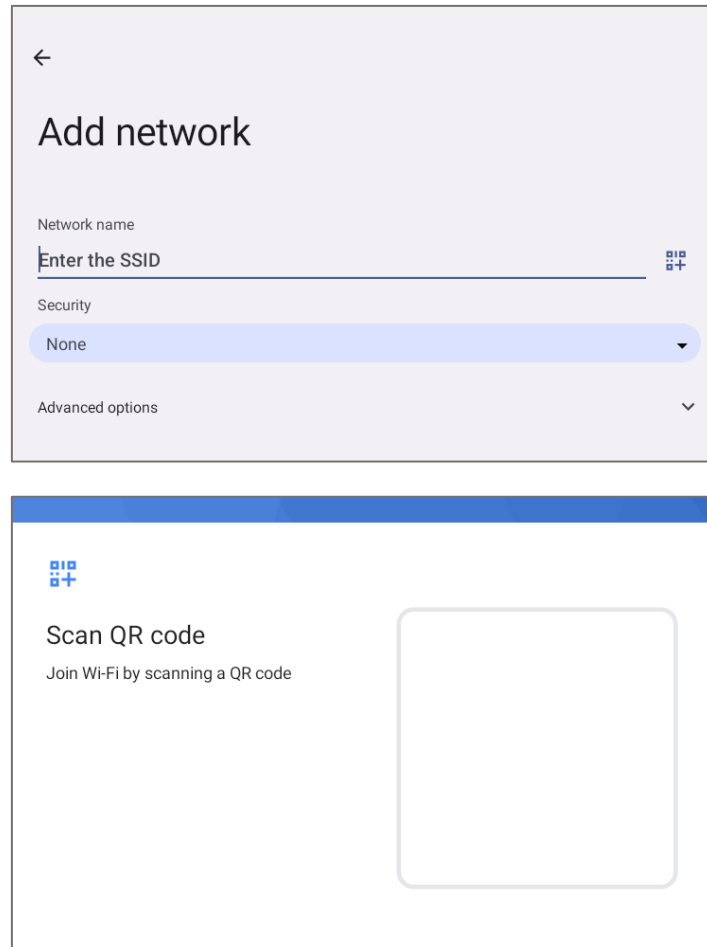 Add network
Network name
Enter the SSID
Security
None
Advanced options
Scan QR code
Join Wi-Fi by scanning a QR code